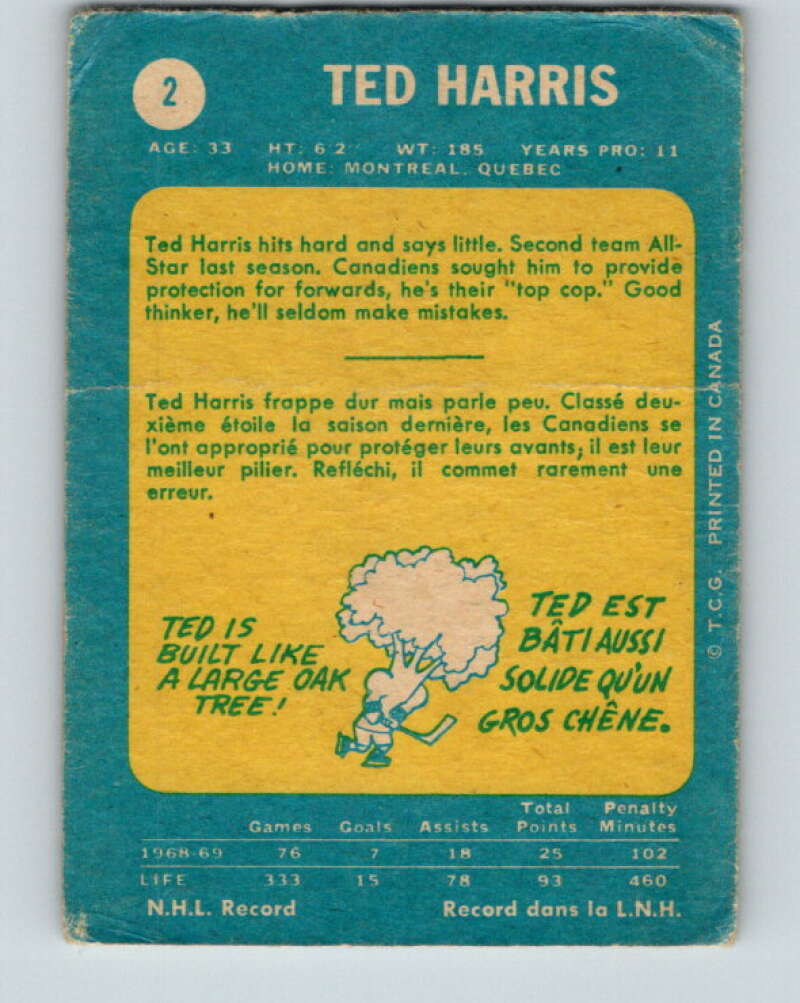 2
TED HARRIS
AGE: 33 HT: 6 2" WT: 185 YEARS PRO: 11
HOME: MONTREAL, QUEBEC
Ted Harris hits hard and says little. Second team All-
Star last season. Canadiens sought him to provide
protection for forwards, he's their "top cop." Good
thinker, he'll seldom make mistakes.
Ted Harris frappe dur mais parle peu. Classé deu-
xième étoile la saison dernière, les Canadiens se
l'ont approprié pour protéger leurs avants; il est leur
meilleur pilier. Refléchi, il commet rarement une
erreur.
TED IS
BUILT LIKE
A LARGE OAK
TREE!
TED EST
BÂTI AUSSI
SOLIDE QU'UN
GROS CHÊNE.
© T.C.G. PRINTED IN CANADA
Games Goals Assists Total Points Penalty Minutes
1968-69 76 7 18 25 102
LIFE 333 15 78 93 460
N.H.L. Record Record dans la L.N.H.